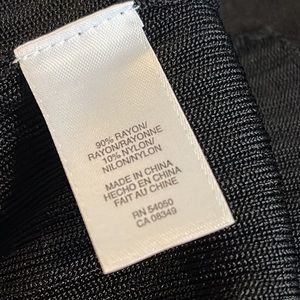 90% RAYON/
RAYON/RAYONNE
10% NYLON/
NILON/NYLON
MADE IN CHINA
HECHO EN CHINA
FAIT AU CHINE
RN 54050
CA 08349